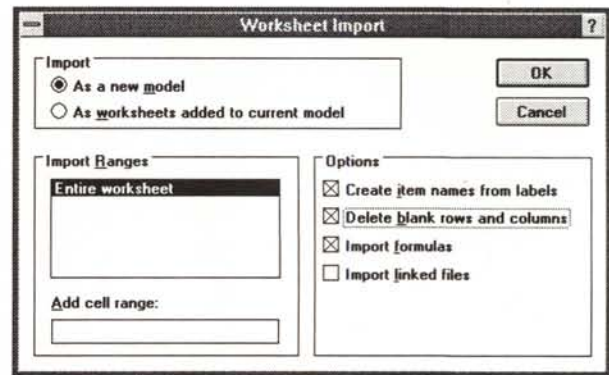 Worksheet Import
?
Import
As a new model
As worksheets added to current model
OK
Cancel
Import Ranges
Entire worksheet
Add cell range:
Options
Create item names from labels
Delete blank rows and columns
Import formulas
Import linked files